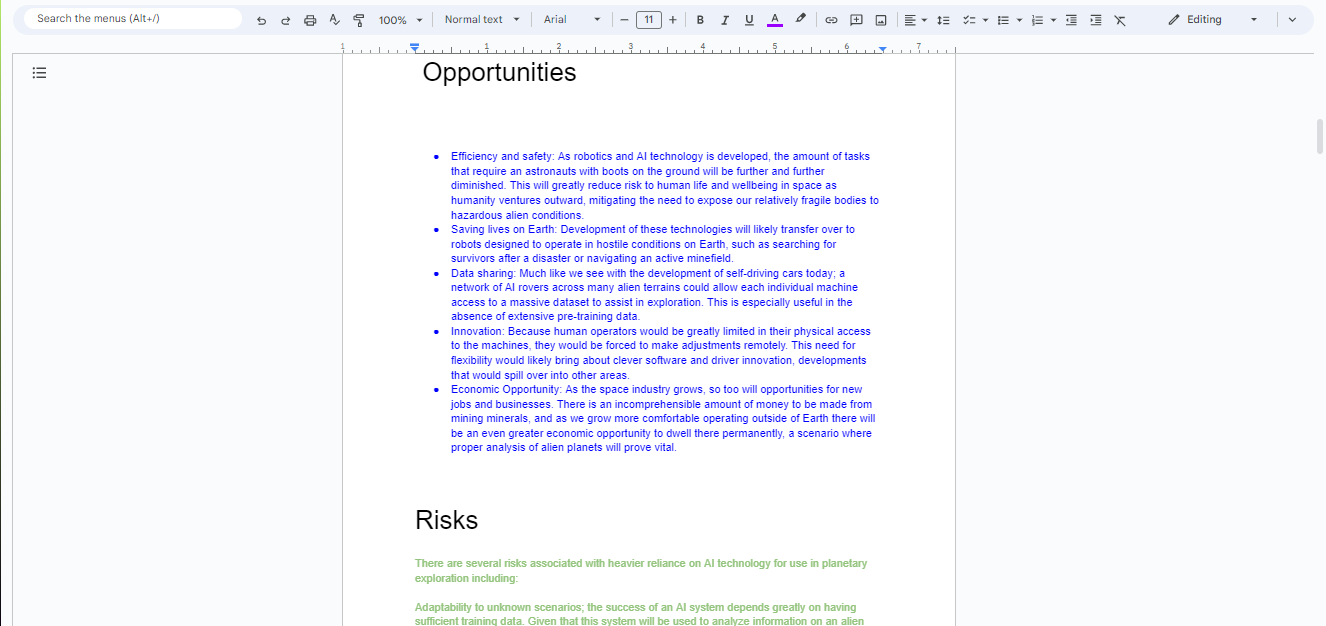 Search the menus (Alt+/)
100%
Normal text
Arial
11
B I U A
Editing
1 1 2 3 4 5 6 7
Opportunities
● Efficiency and safety: As robotics and AI technology is developed, the amount of tasks
that require an astronauts with boots on the ground will be further and further
diminished. This will greatly reduce risk to human life and wellbeing in space as
humanity ventures outward, mitigating the need to expose our relatively fragile bodies to
hazardous alien conditions.
● Saving lives on Earth: Development of these technologies will likely transfer over to
robots designed to operate in hostile conditions on Earth, such as searching for
survivors after a disaster or navigating an active minefield.
● Data sharing: Much like we see with the development of self-driving cars today; a
network of AI rovers across many alien terrains could allow each individual machine
access to a massive dataset to assist in exploration. This is especially useful in the
absence of extensive pre-training data.
● Innovation: Because human operators would be greatly limited in their physical access
to the machines, they would be forced to make adjustments remotely. This need for
flexibility would likely bring about clever software and driver innovation, developments
that would spill over into other areas.
● Economic Opportunity: As the space industry grows, so too will opportunities for new
jobs and businesses. There is an incomprehensible amount of money to be made from
mining minerals, and as we grow more comfortable operating outside of Earth there will
be an even greater economic opportunity to dwell there permanently, a scenario where
proper analysis of alien planets will prove vital.
Risks
There are several risks associated with heavier reliance on AI technology for use in planetary
exploration including:
Adaptability to unknown scenarios; the success of an AI system depends greatly on having
sufficient training data. Given that this system will be used to analyze information on an alien